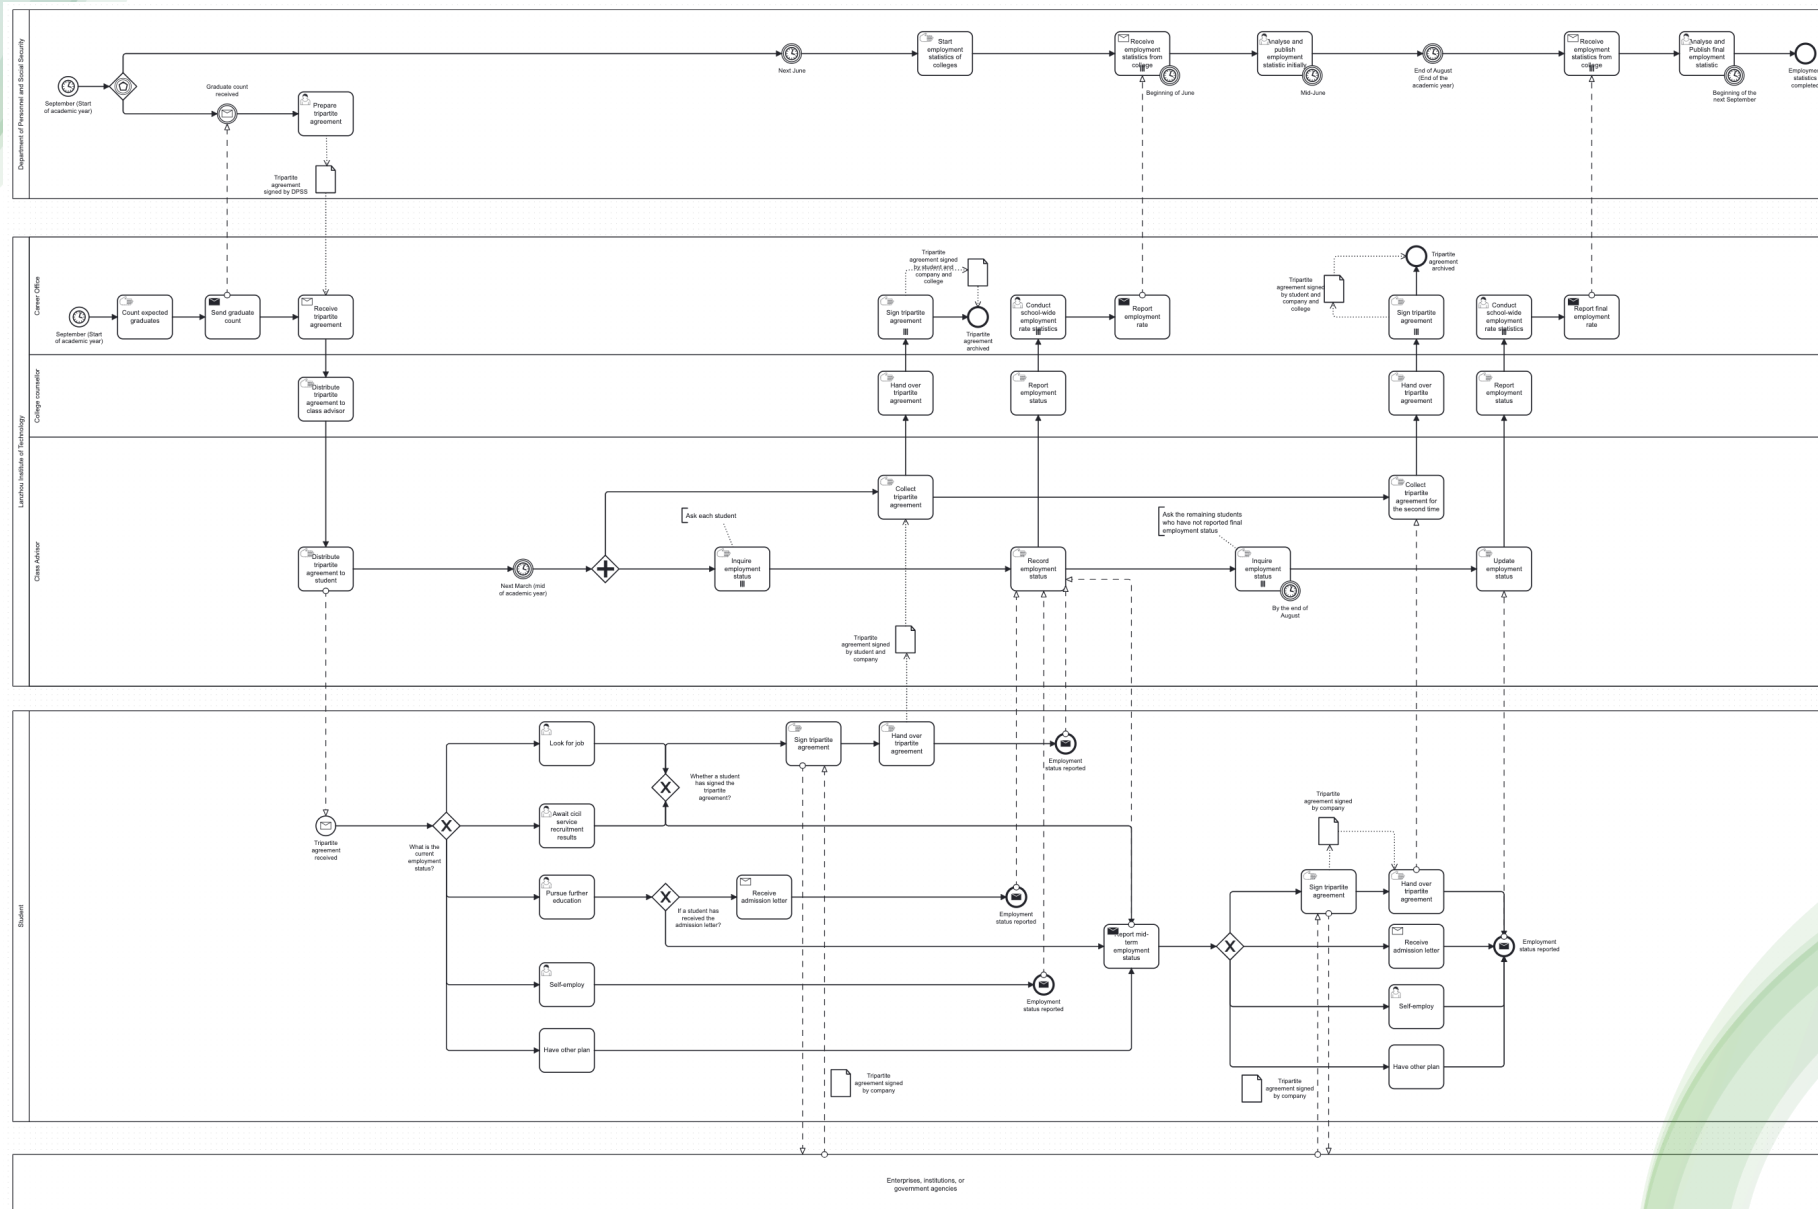 Department of Personnel and Social Security
September (Start
of academic year)
Graduate count
received
Prepare
tripartite
agreement
Tripartite
agreement
signed by DPSS
Next June
Start
employment
statistics of
colleges
Receive
employment
statistics from
college
Beginning of June
Analyse and
publish
employment
statistic initially
Mid-June
End of August
(End of the
academic year)
Receive
employment
statistics from
college
Analyse and
Publish final
employment
statistic
Beginning of the
next September
Employmen
statistics
completed
Lanzhou Institute of Technology
Career Office
September (Start
of academic year)
Count expected
graduates
Send graduate
count
Receive
tripartite
agreement
Tripartite
agreement signed
by student and
company and
college
Sign tripartite
agreement
Tripartite
agreement
archived
Conduct
school-wide
employment
rate statistics
Report
employment
rate
Tripartite
agreement signed
by student and
company and
college
Tripartite
agreement
archived
Sign tripartite
agreement
Conduct
school-wide
employment
rate statistics
Report final
employment
rate
College counsellor
Distribute
tripartite
agreement to
class advisor
Hand over
tripartite
agreement
Report
employment
status
Hand over
tripartite
agreement
Report
employment
status
Class Advisor
Distribute
tripartite
agreement to
student
Next March (mid
of academic year)
Ask each student
Inquire
employment
status
Collect
tripartite
agreement
Record
employment
status
Ask the remaining students
who have not reported final
employment status
Inquire
employment
status
By the end of
August
Collect
tripartite
agreement for
the second time
Update
employment
status
Tripartite
agreement signed
by student and
company
Student
Tripartite
agreement
received
What is the
current
employment
status?
Look for job
Await cicil
service
recruitment
results
Whether a student
has signed the
tripartite
agreement?
Sign tripartite
agreement
Hand over
tripartite
agreement
Employment
status reported
Pursue further
education
If a student has
received the
admission letter?
Receive
admission letter
Employment
status reported
Self-employ
Employment
status reported
Have other plan
Report mid-
term
employment
status
Tripartite
agreement signed
by company
Tripartite
agreement signed
by company
Sign tripartite
agreement
Hand over
tripartite
agreement
Receive
admission letter
Employment
status reported
Self-employ
Have other plan
Tripartite
agreement signed
by company
Enterprises, institutions, or
government agencies